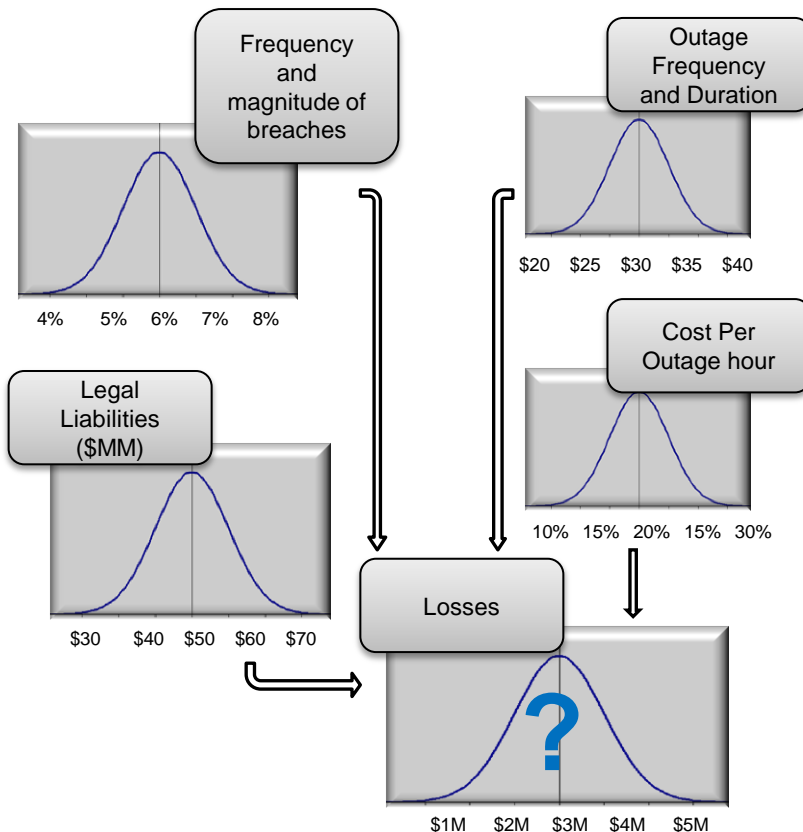 Frequency
and
magnitude of
breaches
4% 5% 6% 7% 8%
Outage
Frequency
and Duration
$20 $25 $30 $35 $40
Legal
Liabilities
($MM)
$30 $40 $50 $60 $70
Cost Per
Outage hour
10% 15% 20% 15% 30%
Losses
?
$1M $2M $3M $4M $5M